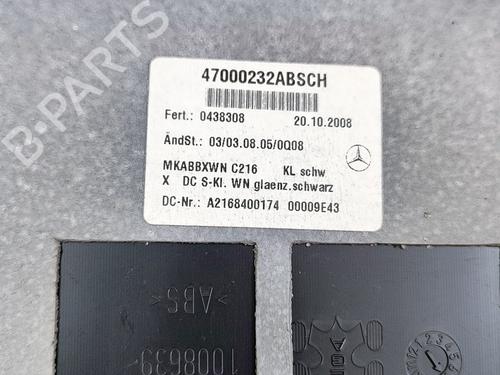 47000232ABSCH
Fert.: 0438308 20.10.2008
ÄndSt.: 03/03.08.05/0Q08
MKABBXWN C216 KL schw
X DC S-Kl. WN glaenz.schwarz
DC-Nr.: A2168400174 00009E43
>ABS<
1008639
B-PARTS